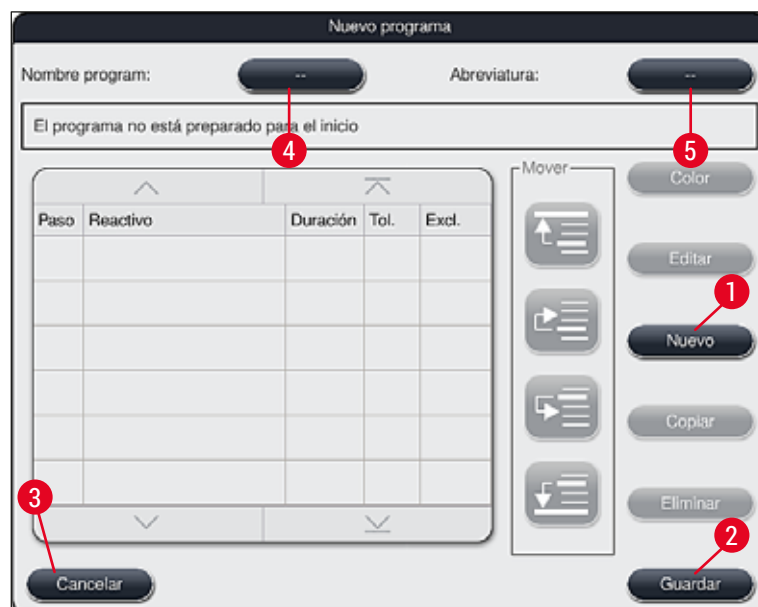 Nuevo programa
Nombre program: -- Abreviatura: --
El programa no está preparado para el inicio
4
5
Mover
Color
Paso Reactivo Duración Tol. Excl.
Editar
1
Nuevo
Copiar
3
Eliminar
2
Cancelar
Guardar